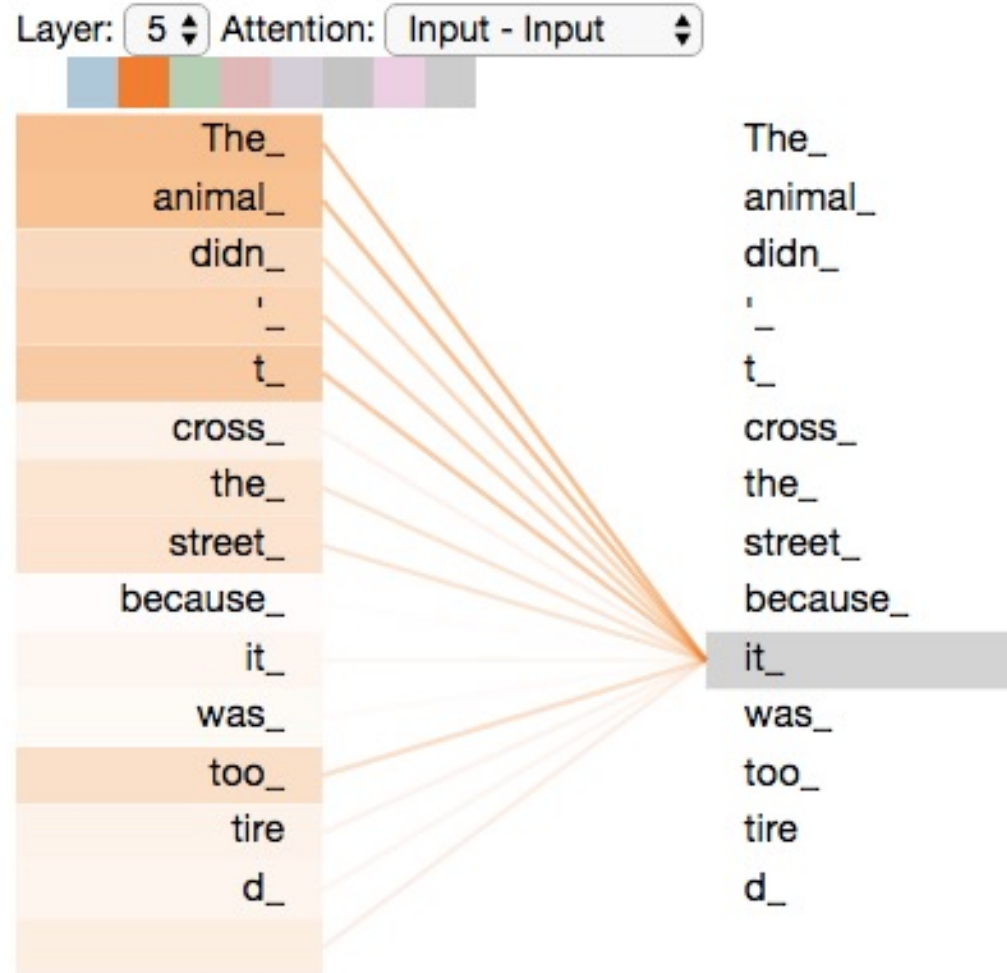 Layer: 5 Attention: Input - Input
The_ The_
animal_ animal_
didn_ didn_
'_ '_
t_ t_
cross_ cross_
the_ the_
street_ street_
because_ because_
it_ it_
was_ was_
too_ too_
tire tire
d_ d_